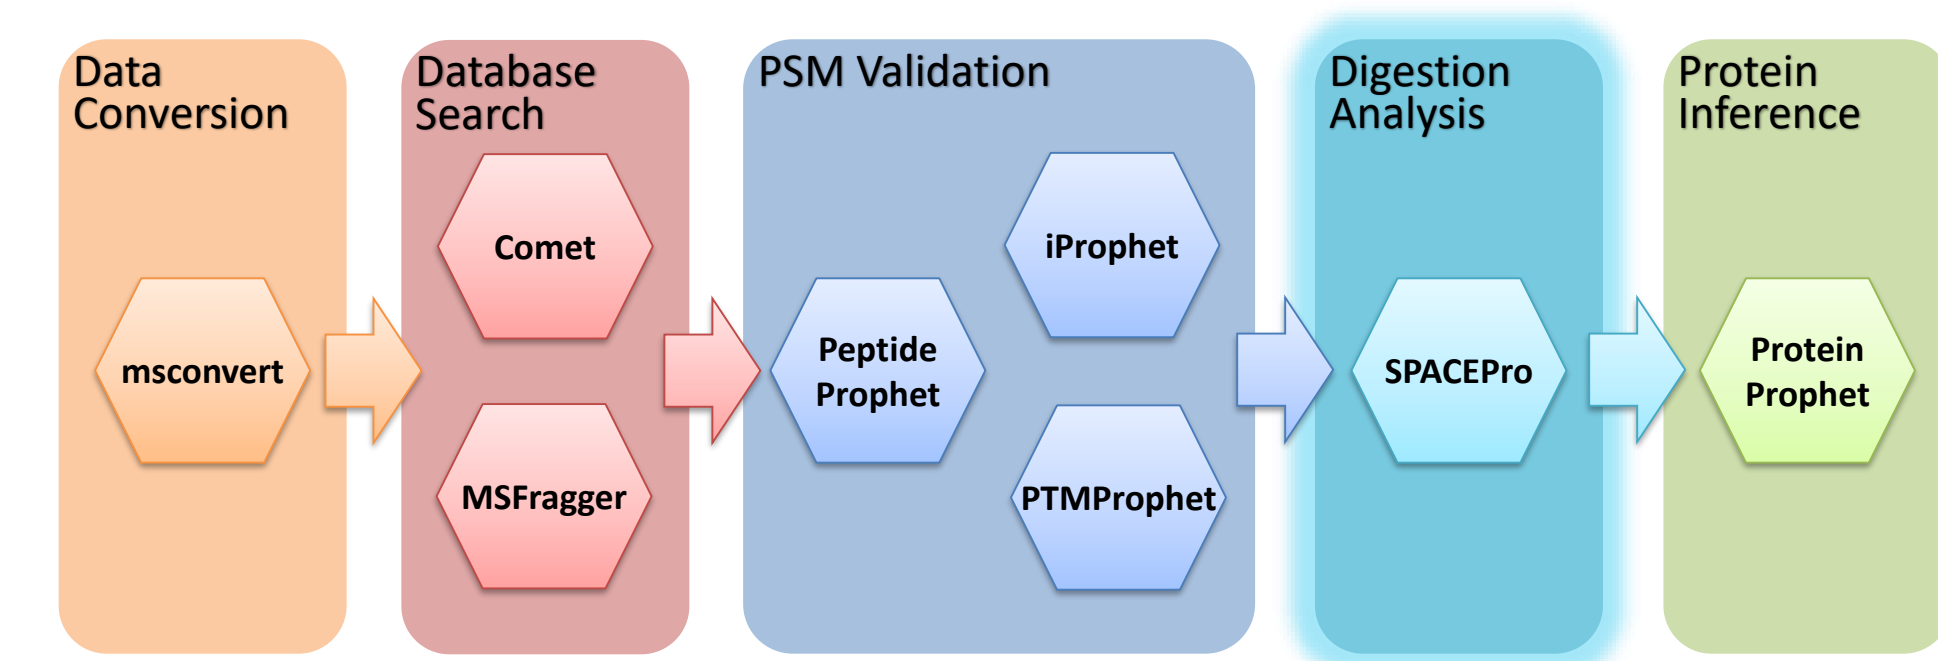 Data
Conversion
msconvert
Database
Search
Comet
MSFragger
PSM Validation
Peptide
Prophet
iProphet
PTMProphet
Digestion
Analysis
SPACEPro
Protein
Inference
Protein
Prophet